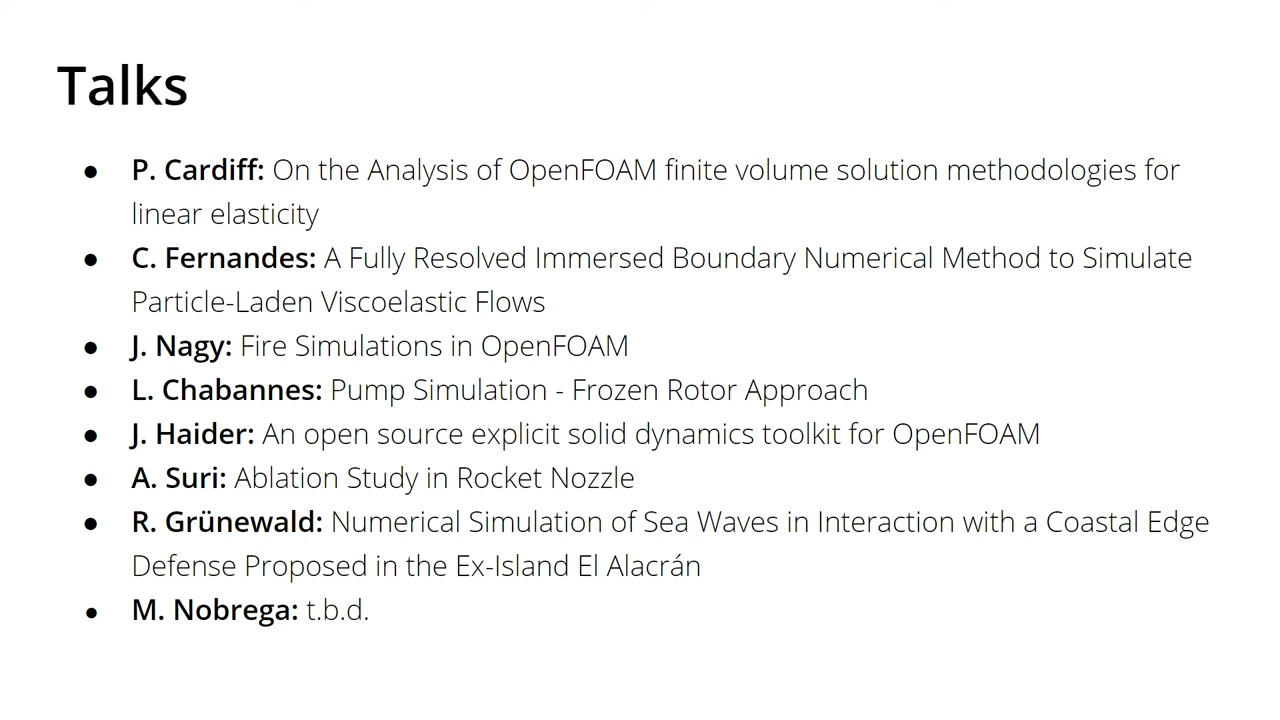 Talks
● P. Cardiff: On the Analysis of OpenFOAM finite volume solution methodologies for
linear elasticity
● C. Fernandes: A Fully Resolved Immersed Boundary Numerical Method to Simulate
Particle-Laden Viscoelastic Flows
● J. Nagy: Fire Simulations in OpenFOAM
● L. Chabannes: Pump Simulation - Frozen Rotor Approach
● J. Haider: An open source explicit solid dynamics toolkit for OpenFOAM
● A. Suri: Ablation Study in Rocket Nozzle
● R. Grünewald: Numerical Simulation of Sea Waves in Interaction with a Coastal Edge
Defense Proposed in the Ex-Island El Alacrán
● M. Nobrega: t.b.d.